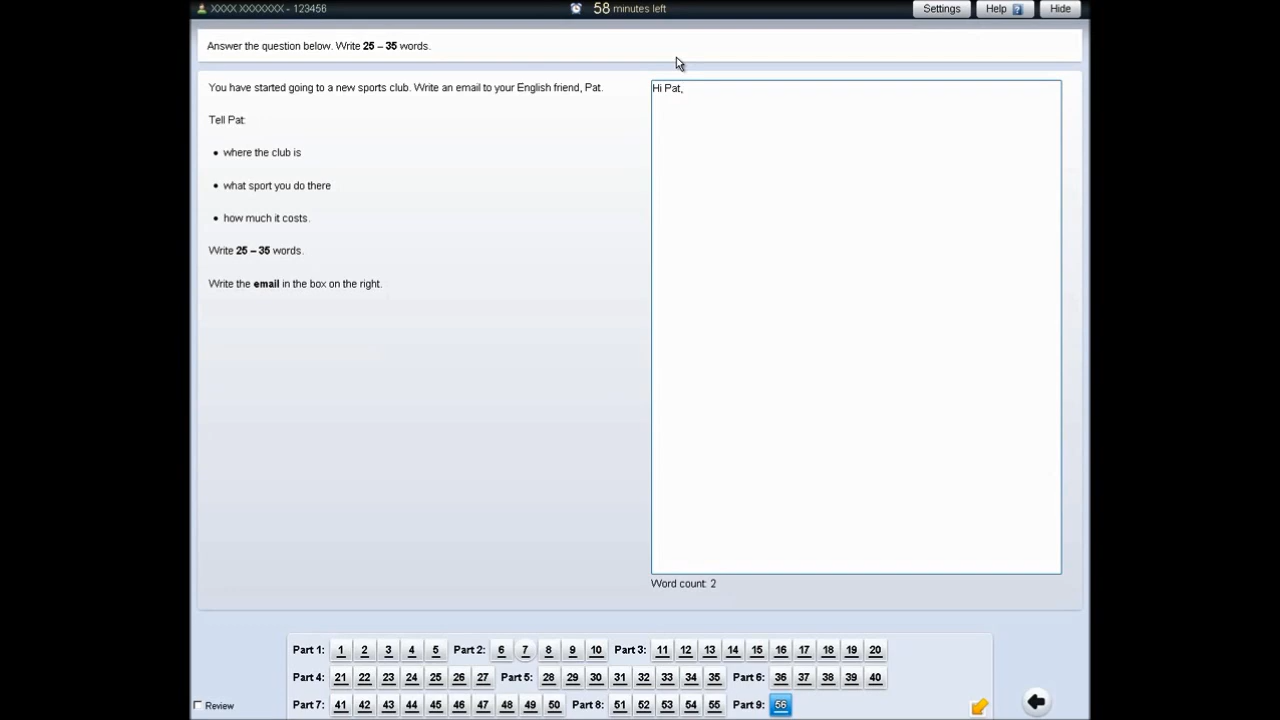 XXXX XXXXXXX - 123456
58 minutes left
Settings
Help ?
Hide
Answer the question below. Write 25 – 35 words.
You have started going to a new sports club. Write an email to your English friend, Pat.
Hi Pat,
Tell Pat:
• where the club is
• what sport you do there
• how much it costs.
Write 25 – 35 words.
Write the email in the box on the right.
Word count: 2
Part 1: 1 2 3 4 5 Part 2: 6 7 8 9 10 Part 3: 11 12 13 14 15 16 17 18 19 20
Part 4: 21 22 23 24 25 26 27 Part 5: 28 29 30 31 32 33 34 35 Part 6: 36 37 38 39 40
Part 7: 41 42 43 44 45 46 47 48 49 50 Part 8: 51 52 53 54 55 Part 9: 56
Review